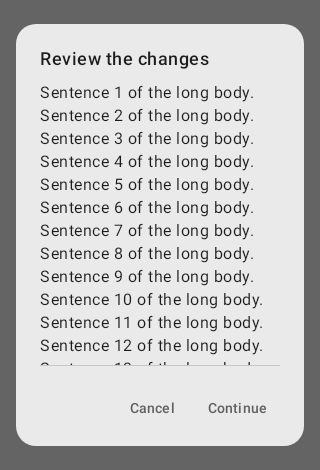 Review the changes
Sentence 1 of the long body.
Sentence 2 of the long body.
Sentence 3 of the long body.
Sentence 4 of the long body.
Sentence 5 of the long body.
Sentence 6 of the long body.
Sentence 7 of the long body.
Sentence 8 of the long body.
Sentence 9 of the long body.
Sentence 10 of the long body.
Sentence 11 of the long body.
Sentence 12 of the long body.
Cancel Continue